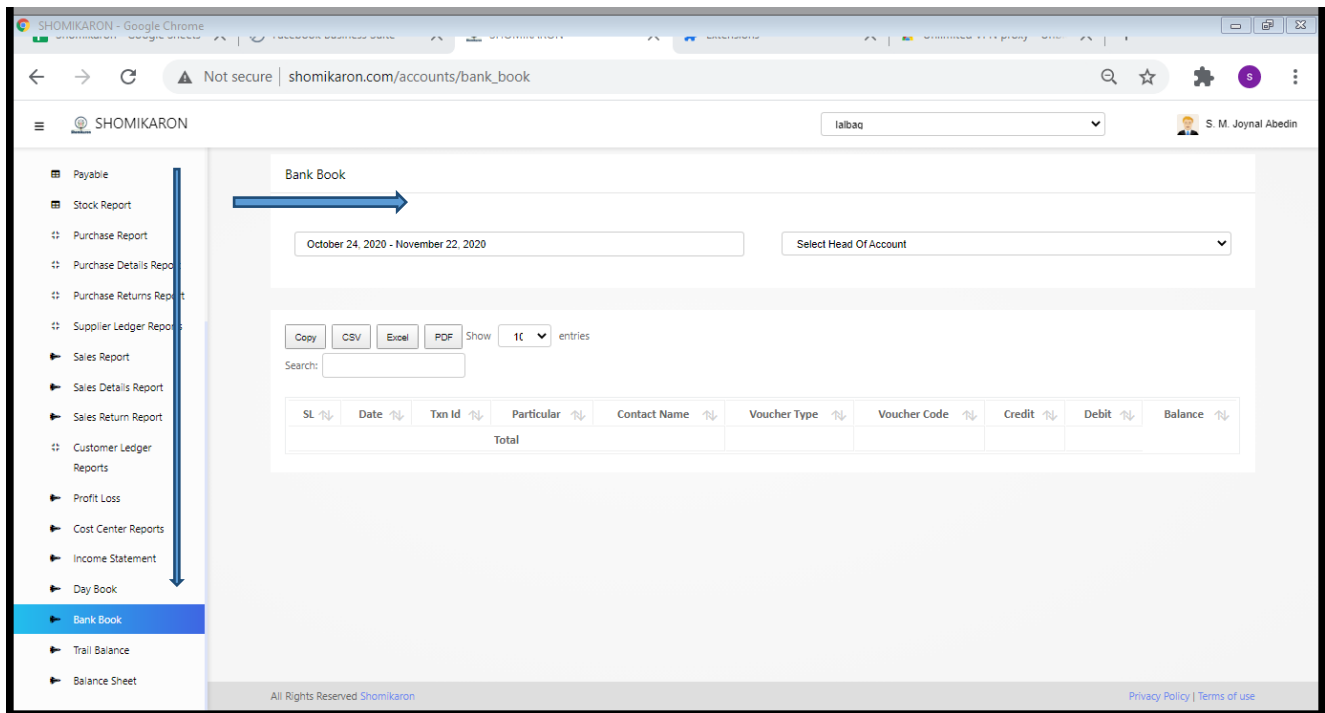 SHOMIKARON - Google Chrome
Not secure | shomikaron.com/accounts/bank_book
s
SHOMIKARON
lalbag
S. M. Joynal Abedin
Payable
Stock Report
Purchase Report
Purchase Details Report
Purchase Returns Report
Supplier Ledger Reports
Sales Report
Sales Details Report
Sales Return Report
Customer Ledger
Reports
Profit Loss
Cost Center Reports
Income Statement
Day Book
Bank Book
Trail Balance
Balance Sheet
Bank Book
October 24, 2020 - November 22, 2020
Select Head Of Account
Copy CSV Excel PDF Show 10 entries
Search:
SL Date Txn Id Particular Contact Name Voucher Type Voucher Code Credit Debit Balance
Total
All Rights Reserved Shomikaron
Privacy Policy | Terms of use